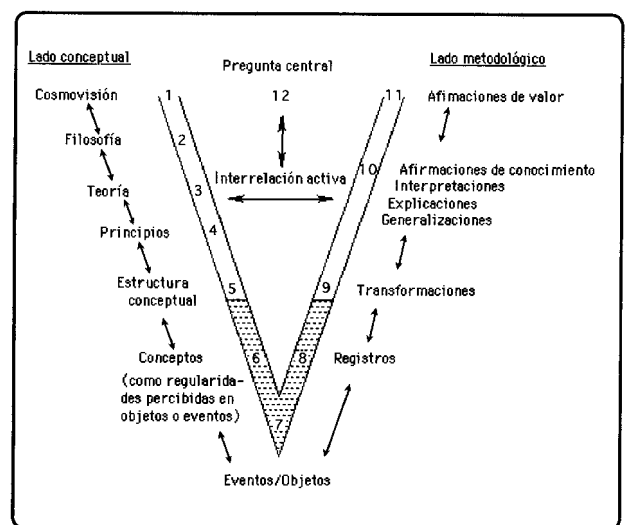 Lado conceptual
Pregunta central
Lado metodológico
Cosmovisión
1
12
11
Afimaciones de valor
Filosofía
2
Teoría
3
Interrelación activa
10
Afirmaciones de conocimiento
Interpretaciones
Explicaciones
Generalizaciones
Principios
4
Estructura
conceptual
5
9
Transformaciones
Conceptos
6
8
Registros
(como regularida-
des percibidas en
objetos o eventos)
7
Eventos/Objetos